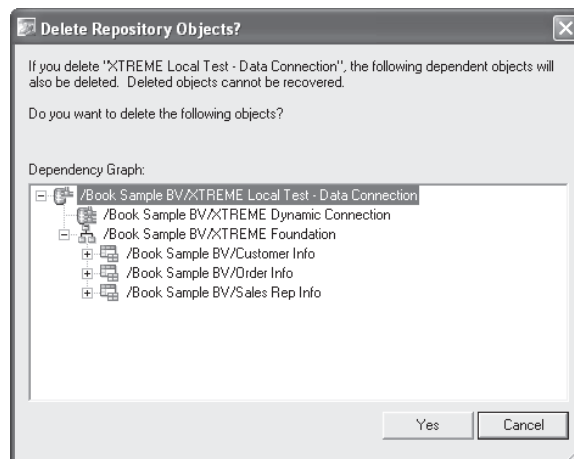 Delete Repository Objects?
If you delete "XTREME Local Test - Data Connection", the following dependent objects will
also be deleted. Deleted objects cannot be recovered.
Do you want to delete the following objects?
Dependency Graph:
/Book Sample BV/XTREME Local Test - Data Connection
/Book Sample BV/XTREME Dynamic Connection
/Book Sample BV/XTREME Foundation
/Book Sample BV/Customer Info
/Book Sample BV/Order Info
/Book Sample BV/Sales Rep Info
Yes Cancel